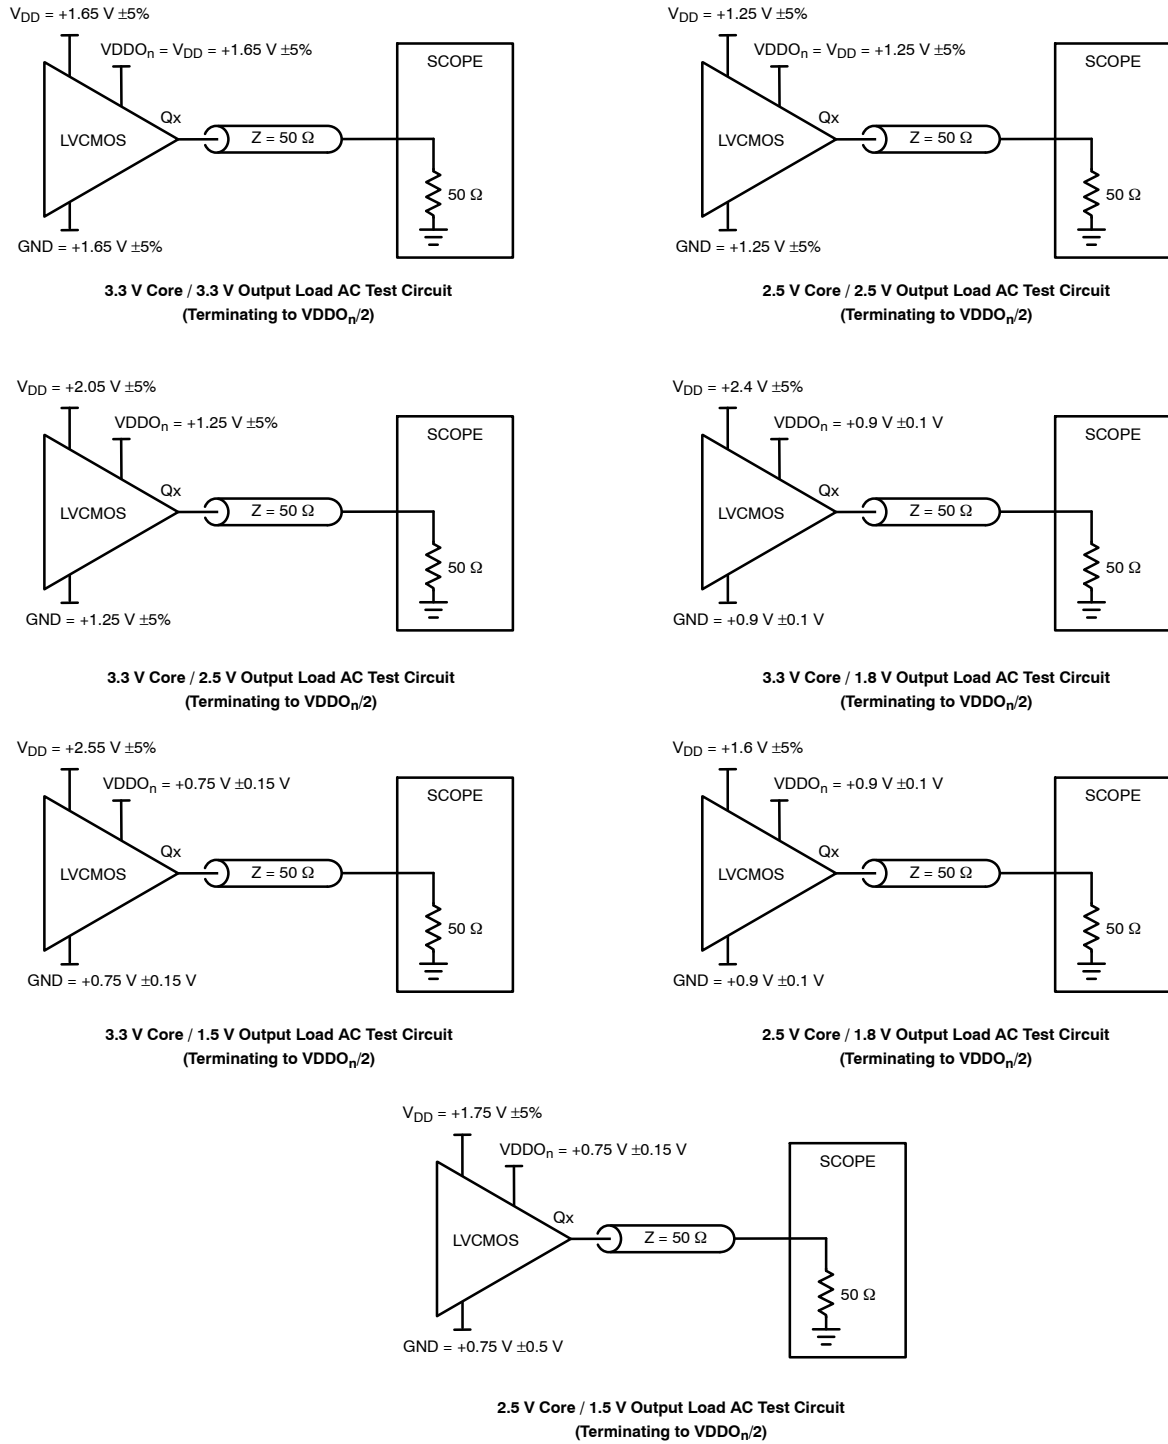 V_DD = +1.65 V ±5%
VDDO_n = V_DD = +1.65 V ±5%
SCOPE
Qx
LVCMOS
Z = 50 Ω
50 Ω
GND = +1.65 V ±5%
3.3 V Core / 3.3 V Output Load AC Test Circuit
(Terminating to VDDO_n/2)
V_DD = +1.25 V ±5%
VDDO_n = V_DD = +1.25 V ±5%
SCOPE
Qx
LVCMOS
Z = 50 Ω
50 Ω
GND = +1.25 V ±5%
2.5 V Core / 2.5 V Output Load AC Test Circuit
(Terminating to VDDO_n/2)
V_DD = +2.05 V ±5%
VDDO_n = +1.25 V ±5%
SCOPE
Qx
LVCMOS
Z = 50 Ω
50 Ω
GND = +1.25 V ±5%
3.3 V Core / 2.5 V Output Load AC Test Circuit
(Terminating to VDDO_n/2)
V_DD = +2.4 V ±5%
VDDO_n = +0.9 V ±0.1 V
SCOPE
Qx
LVCMOS
Z = 50 Ω
50 Ω
GND = +0.9 V ±0.1 V
3.3 V Core / 1.8 V Output Load AC Test Circuit
(Terminating to VDDO_n/2)
V_DD = +2.55 V ±5%
VDDO_n = +0.75 V ±0.15 V
SCOPE
Qx
LVCMOS
Z = 50 Ω
50 Ω
GND = +0.75 V ±0.15 V
3.3 V Core / 1.5 V Output Load AC Test Circuit
(Terminating to VDDO_n/2)
V_DD = +1.6 V ±5%
VDDO_n = +0.9 V ±0.1 V
SCOPE
Qx
LVCMOS
Z = 50 Ω
50 Ω
GND = +0.9 V ±0.1 V
2.5 V Core / 1.8 V Output Load AC Test Circuit
(Terminating to VDDO_n/2)
V_DD = +1.75 V ±5%
VDDO_n = +0.75 V ±0.15 V
SCOPE
Qx
LVCMOS
Z = 50 Ω
50 Ω
GND = +0.75 V ±0.5 V
2.5 V Core / 1.5 V Output Load AC Test Circuit
(Terminating to VDDO_n/2)